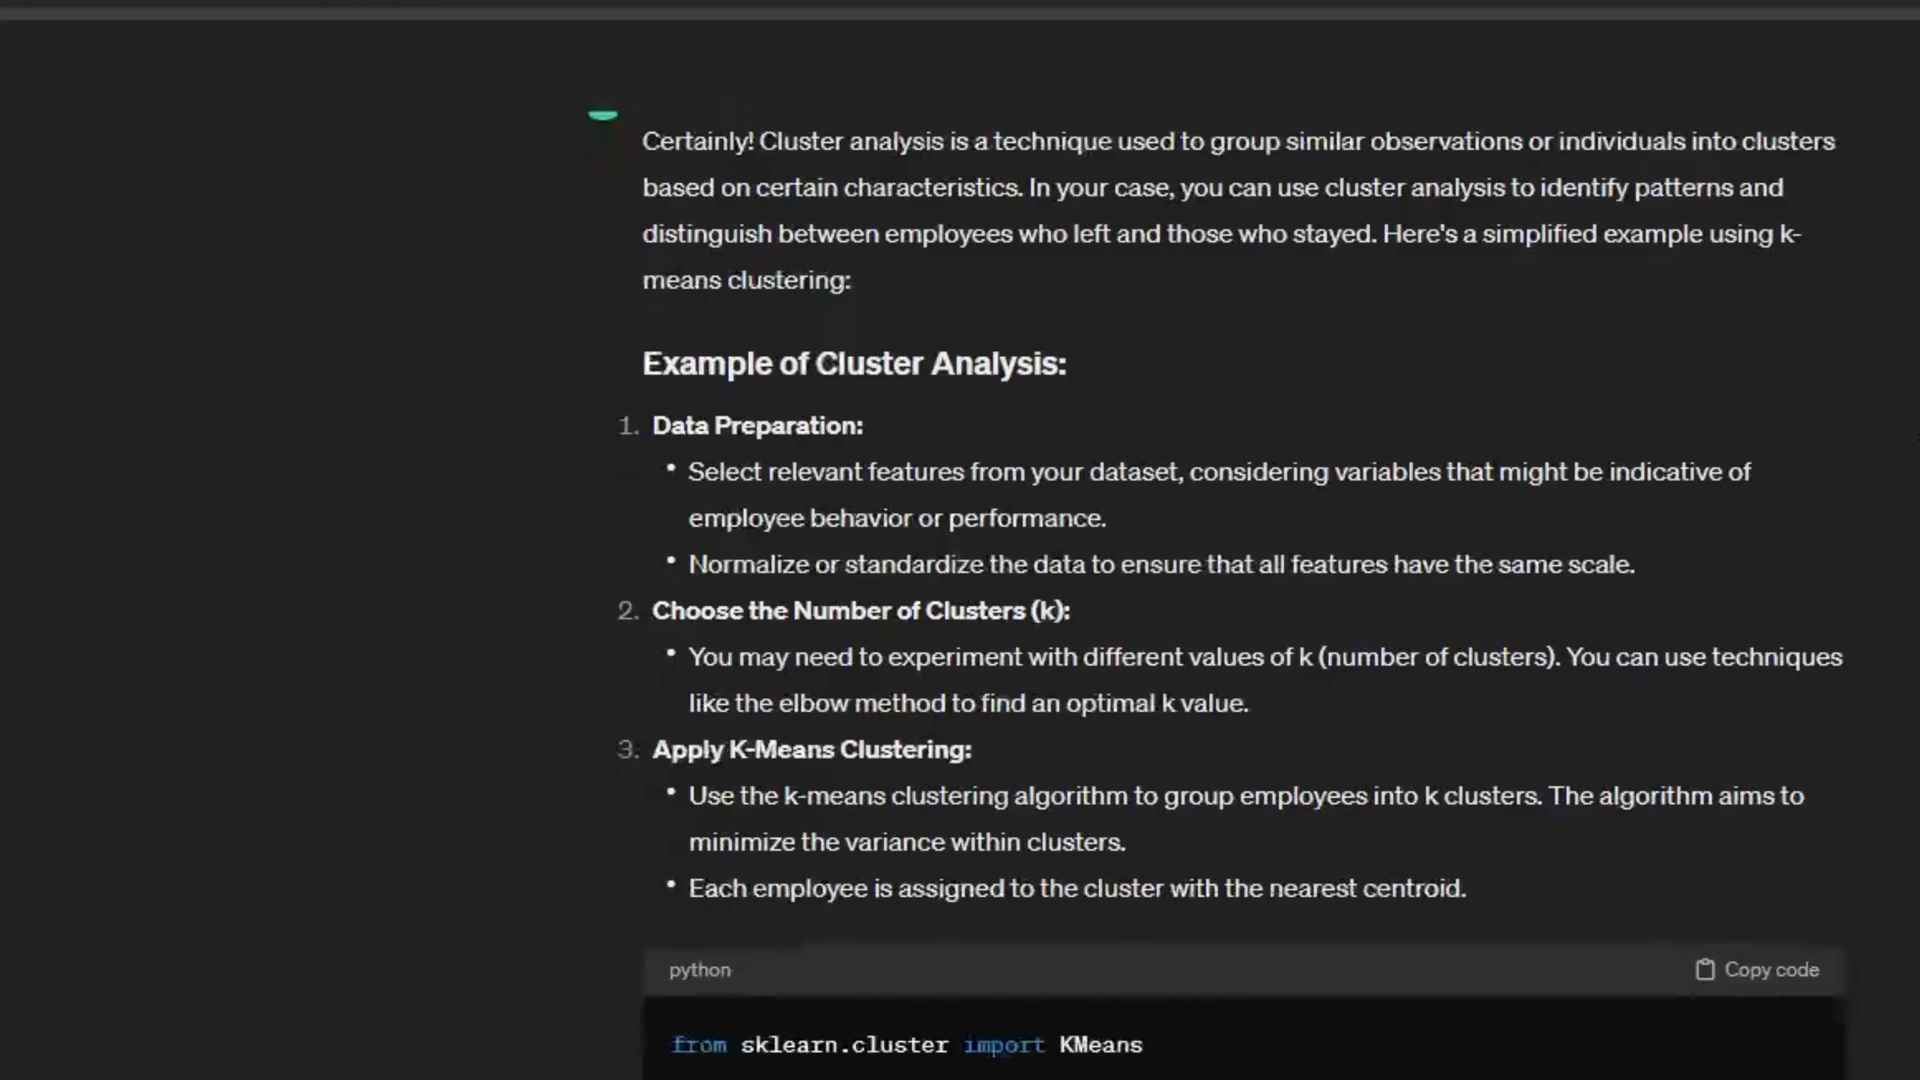 Certainly! Cluster analysis is a technique used to group similar observations or individuals into clusters
based on certain characteristics. In your case, you can use cluster analysis to identify patterns and
distinguish between employees who left and those who stayed. Here's a simplified example using k-
means clustering:
Example of Cluster Analysis:
1. Data Preparation:
• Select relevant features from your dataset, considering variables that might be indicative of
employee behavior or performance.
• Normalize or standardize the data to ensure that all features have the same scale.
2. Choose the Number of Clusters (k):
• You may need to experiment with different values of k (number of clusters). You can use techniques
like the elbow method to find an optimal k value.
3. Apply K-Means Clustering:
• Use the k-means clustering algorithm to group employees into k clusters. The algorithm aims to
minimize the variance within clusters.
• Each employee is assigned to the cluster with the nearest centroid.
python Copy code
from sklearn.cluster import KMeans